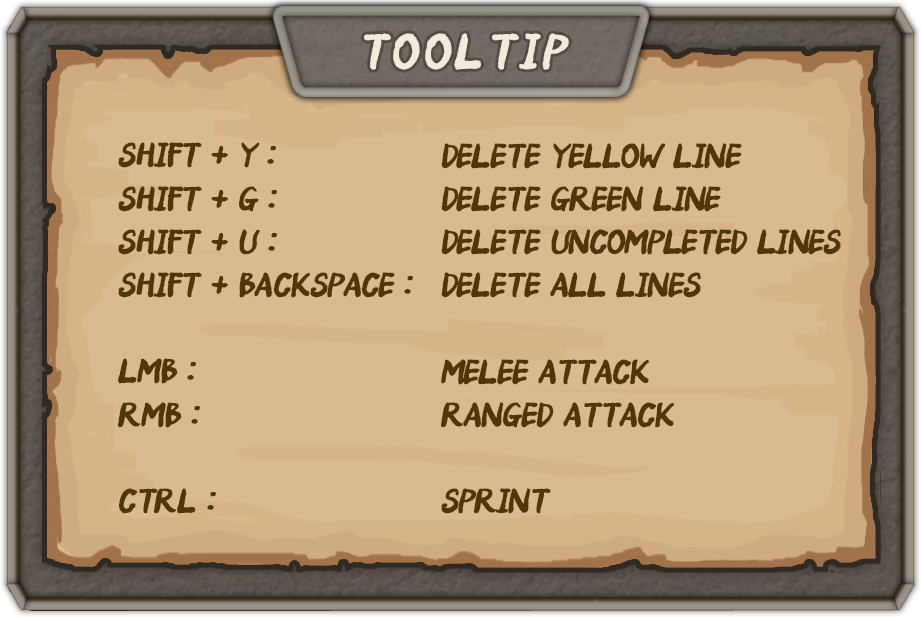 TOOLTIP
SHIFT + Y : DELETE YELLOW LINE
SHIFT + G : DELETE GREEN LINE
SHIFT + U : DELETE UNCOMPLETED LINES
SHIFT + BACKSPACE : DELETE ALL LINES
LMB : MELEE ATTACK
RMB : RANGED ATTACK
CTRL : SPRINT